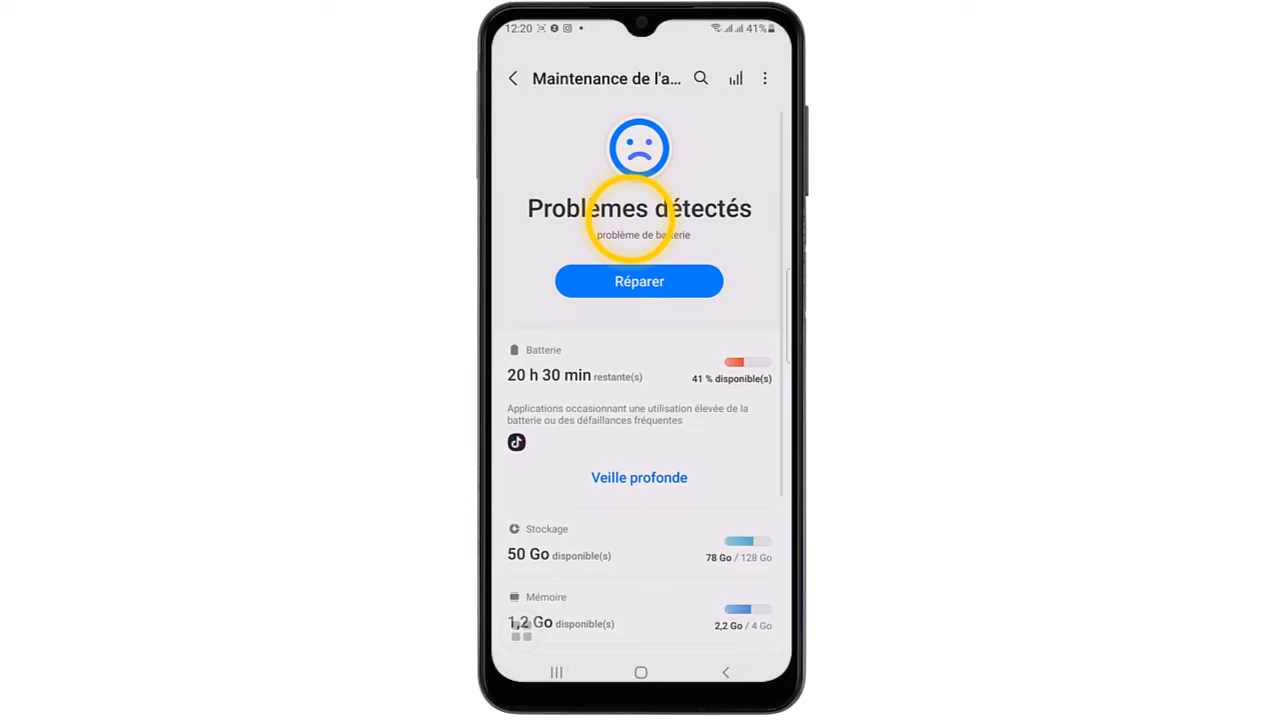 12:20
41%
Maintenance de l'a...
Problèmes détectés
problème de batterie
Réparer
Batterie
20 h 30 min restante(s)
41 % disponible(s)
Applications occasionnant une utilisation élevée de la
batterie ou des défaillances fréquentes
Veille profonde
Stockage
50 Go disponible(s)
78 Go / 128 Go
Mémoire
1,2 Go disponible(s)
2,2 Go / 4 Go